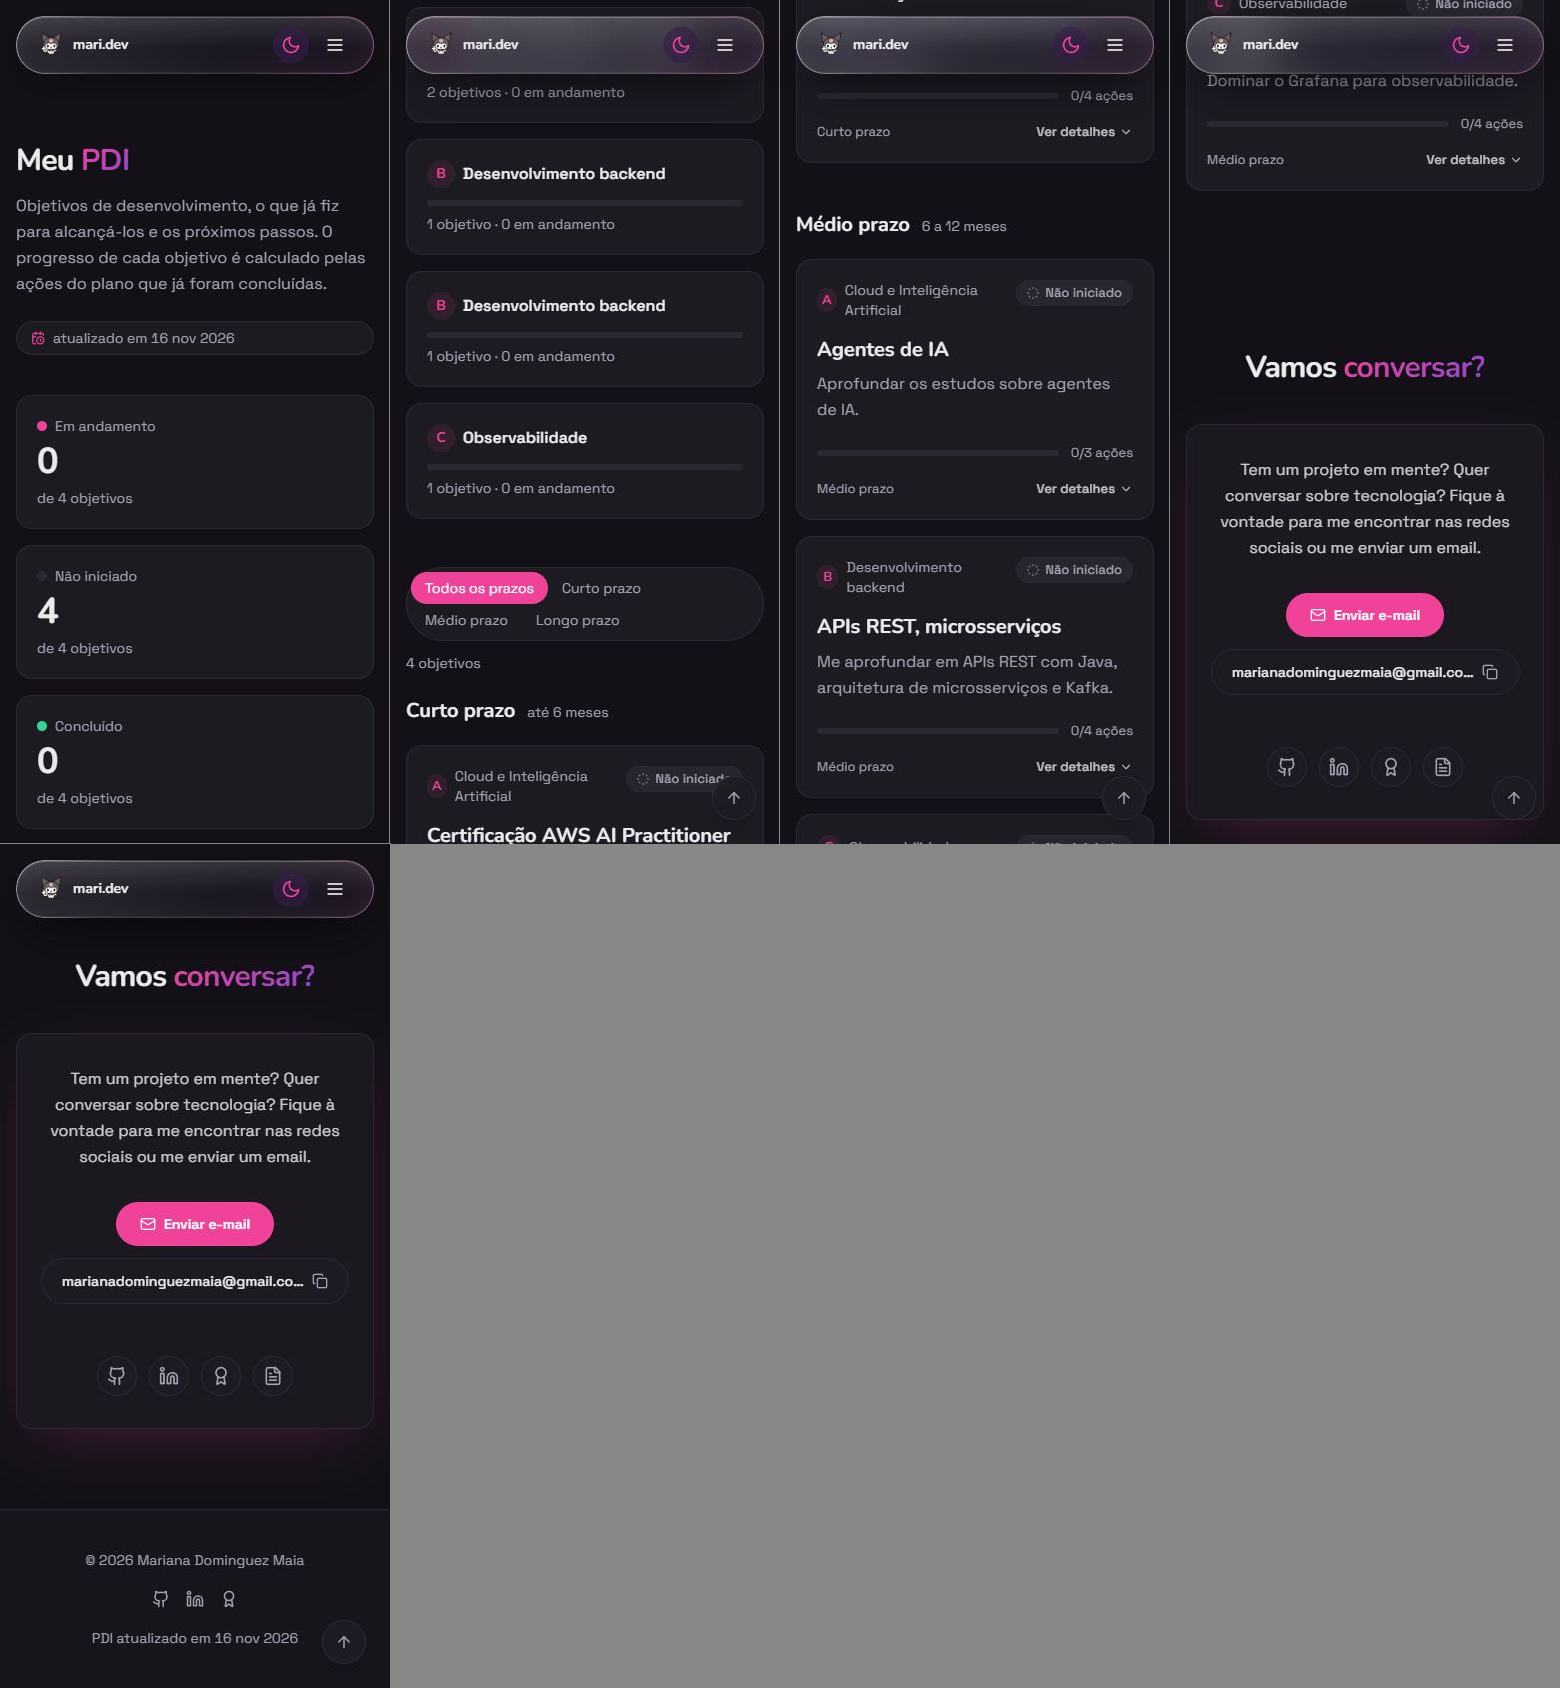 mari.dev
Meu PDI
Objetivos de desenvolvimento, o que já fiz
para alcançá-los e os próximos passos. O
progresso de cada objetivo é calculado pelas
ações do plano que já foram concluídas.
atualizado em 16 nov 2026
Em andamento
0
de 4 objetivos
Não iniciado
4
de 4 objetivos
Concluído
0
de 4 objetivos
mari.dev
2 objetivos · 0 em andamento
B Desenvolvimento backend
1 objetivo · 0 em andamento
B Desenvolvimento backend
1 objetivo · 0 em andamento
C Observabilidade
1 objetivo · 0 em andamento
Todos os prazos Curto prazo
Médio prazo Longo prazo
4 objetivos
Curto prazo até 6 meses
A Cloud e Inteligência
Artificial
Não iniciado
Certificação AWS AI Practitioner
mari.dev
0/4 ações
Curto prazo Ver detalhes
Médio prazo 6 a 12 meses
A Cloud e Inteligência
Artificial
Não iniciado
Agentes de IA
Aprofundar os estudos sobre agentes
de IA.
0/3 ações
Médio prazo Ver detalhes
B Desenvolvimento
backend
Não iniciado
APIs REST, microsserviços
Me aprofundar em APIs REST com Java,
arquitetura de microsserviços e Kafka.
0/4 ações
Médio prazo Ver detalhes
C Observabilidade Não iniciado
mari.dev
Dominar o Grafana para observabilidade.
0/4 ações
Médio prazo Ver detalhes
Vamos conversar?
Tem um projeto em mente? Quer
conversar sobre tecnologia? Fique à
vontade para me encontrar nas redes
sociais ou me enviar um email.
Enviar e-mail
marianadominguezmaia@gmail.co...
mari.dev
Vamos conversar?
Tem um projeto em mente? Quer
conversar sobre tecnologia? Fique à
vontade para me encontrar nas redes
sociais ou me enviar um email.
Enviar e-mail
marianadominguezmaia@gmail.co...
© 2026 Mariana Dominguez Maia
PDI atualizado em 16 nov 2026